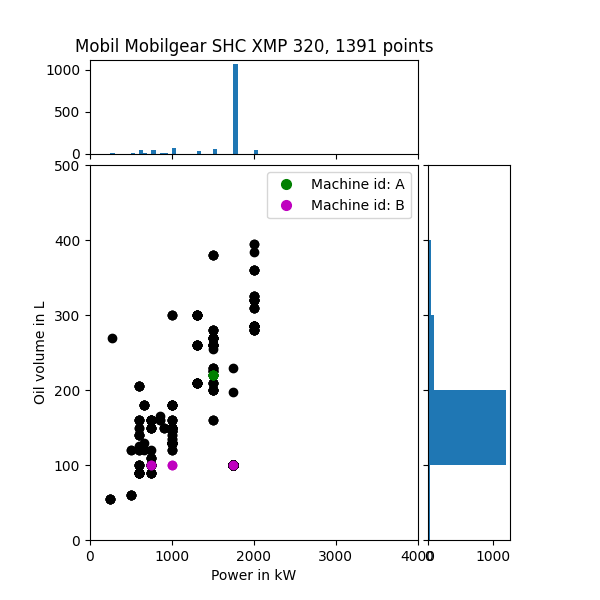 Mobil Mobilgear SHC XMP 320, 1391 points
1000
500
0
500
400
300
200
100
0
Oil volume in L
Machine id: A
Machine id: B
0 1000 2000 3000 4000
0 1000
Power in kW